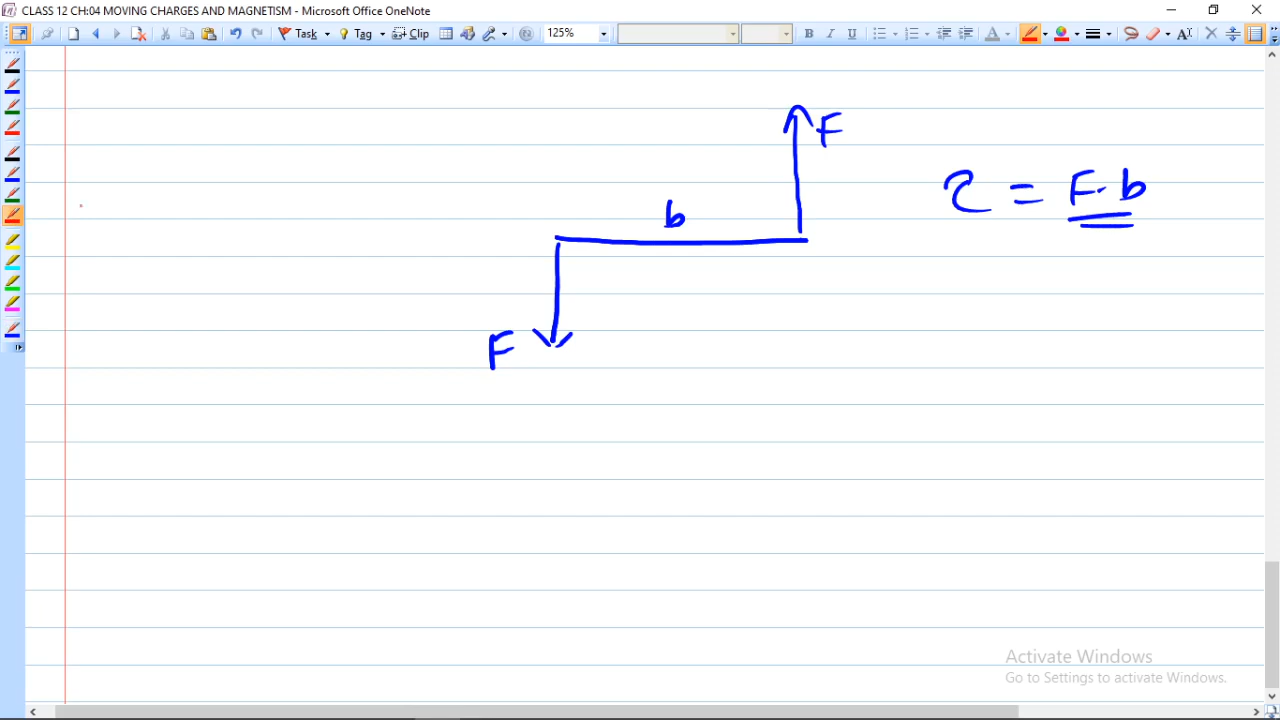 CLASS 12 CH:04 MOVING CHARGES AND MAGNETISM - Microsoft Office OneNote
Task Tag Clip 125% B I U A
F
τ = F· b
b
F
Activate Windows
Go to Settings to activate Windows.